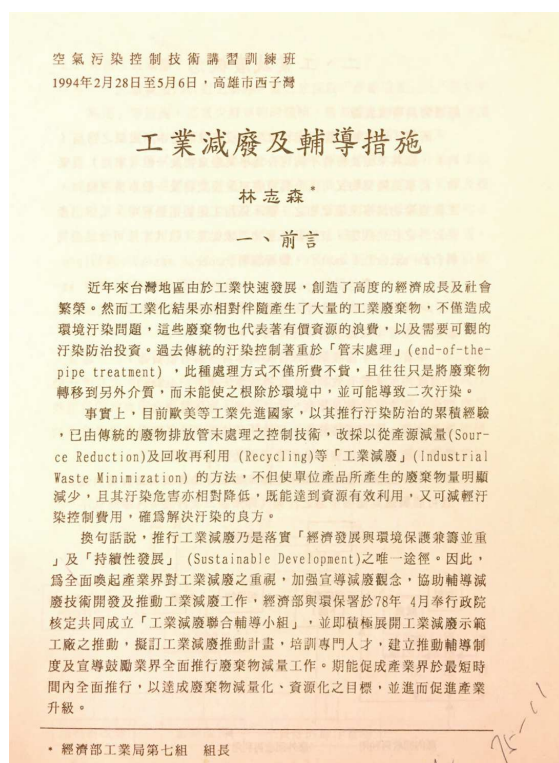 空氣污染控制技術講習訓練班
1994年2月28日至5月6日，高雄市西子灣
工業減廢及輔導措施
林志森*
一、前言
近年來台灣地區由於工業快速發展，創造了高度的經濟成長及社會
繁榮。然而工業化結果亦相對伴隨產生了大量的工業廢棄物，不僅造成
環境汙染問題，這些廢棄物也代表著有價資源的浪費，以及需要可觀的
汙染防治投資。過去傳統的汙染控制著重於「管末處理」(end-of-the-
pipe treatment) ，此種處理方式不僅所費不貲，且往往只是將廢棄物
轉移到另外介質，而未能使之根除於環境中，並可能導致二次汙染。
事實上，目前歐美等工業先進國家，以其推行汙染防治的累積經驗
，已由傳統的廢物排放管末處理之控制技術，改採以從產源減量(Sour-
ce Reduction)及回收再利用 (Recycling)等「工業減廢」(Industrial
Waste Minimization) 的方法，不但使單位產品所產生的廢棄物量明顯
減少，且其汙染危害亦相對降低，既能達到資源有效利用，又可減輕汙
染控制費用，確爲解決汙染的良方。
換句話說，推行工業減廢乃是落實「經濟發展與環境保護兼籌並重
」及「持續性發展」 (Sustainable Development)之唯一途徑。因此，
爲全面喚起產業界對工業減廢之重視，加强宣導減廢觀念，協助輔導減
廢技術開發及推動工業減廢工作，經濟部與環保署於78年 4月奉行政院
核定共同成立「工業減廢聯合輔導小組」，並即積極展開工業減廢示範
工廠之推動，擬訂工業減廢推動計畫，培訓專門人才，建立推動輔導制
度及宣導鼓勵業界全面推行廢棄物減量工作。期能促成產業界於最短時
間內全面推行，以達成廢棄物減量化、資源化之目標，並進而促進產業
升級。
* 經濟部工業局第七組 組長
75-11